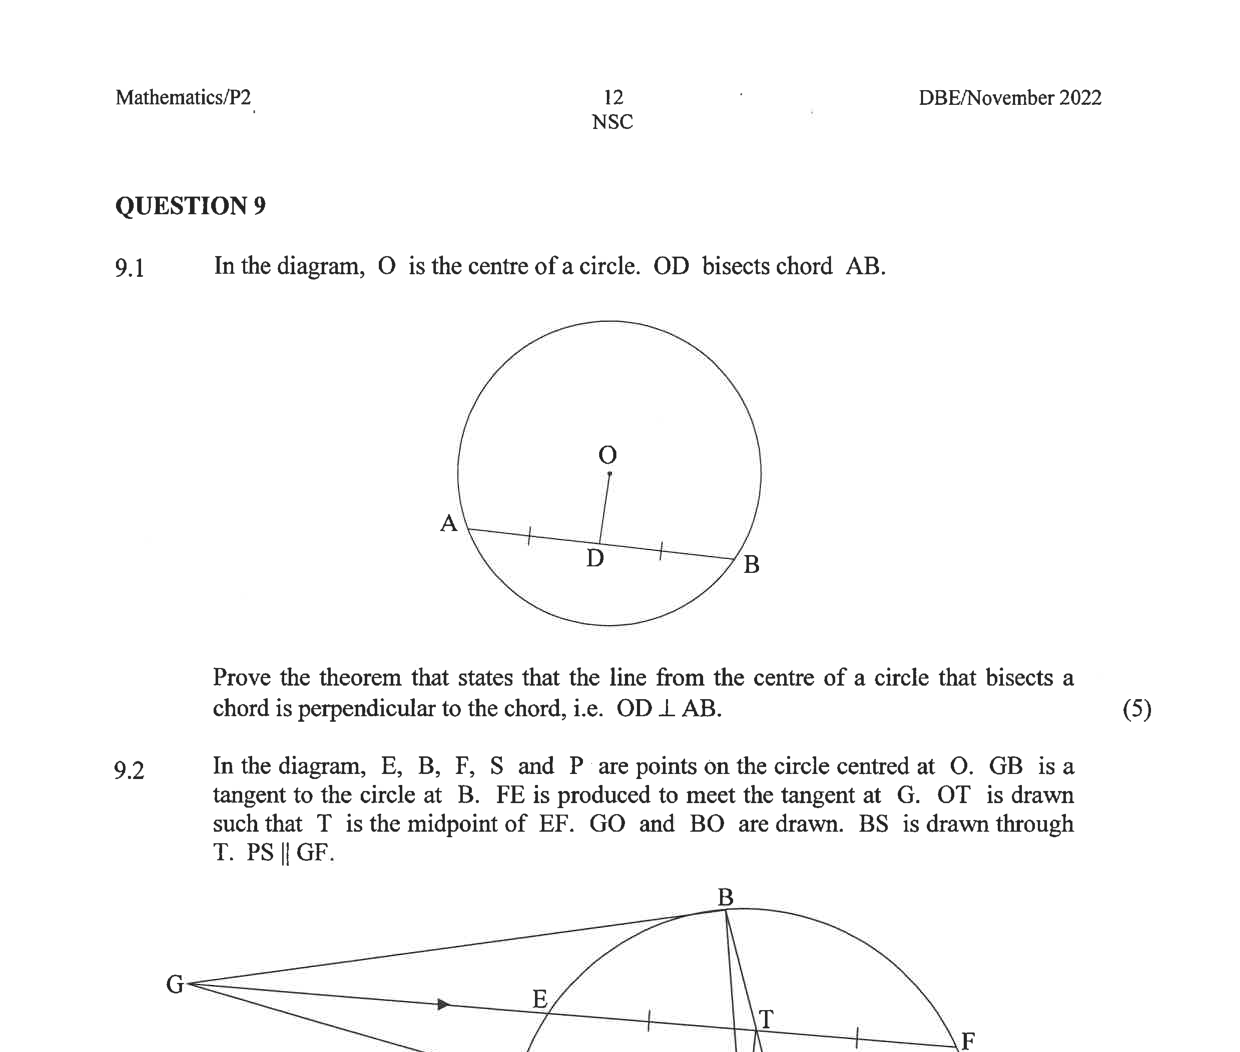 Mathematics/P2
12
DBE/November 2022
NSC
QUESTION 9
9.1 In the diagram, O is the centre of a circle. OD bisects chord AB.
O
A
D
B
Prove the theorem that states that the line from the centre of a circle that bisects a
chord is perpendicular to the chord, i.e. OD ⊥ AB. (5)
9.2 In the diagram, E, B, F, S and P are points on the circle centred at O. GB is a
tangent to the circle at B. FE is produced to meet the tangent at G. OT is drawn
such that T is the midpoint of EF. GO and BO are drawn. BS is drawn through
T. PS || GF.
B
G
E
T
F